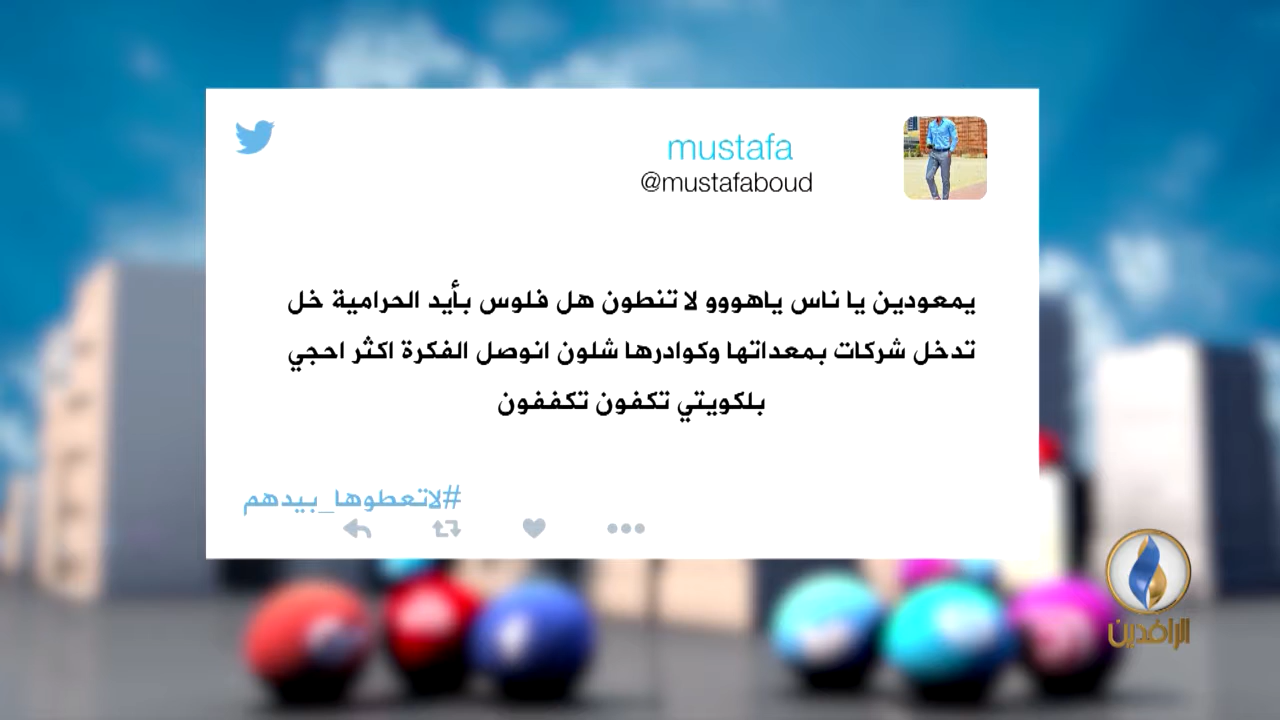 mustafa
@mustafaboud
يمعودين يا ناس ياهووو لا تنطون هل فلوس بأيد الحرامية خل
تدخل شركات بمعداتها وكوادرها شلون انوصل الفكرة اكثر احجي
بلكويتي تكفون تكففون
#لاتعطوها_بيدهم
الرافدين